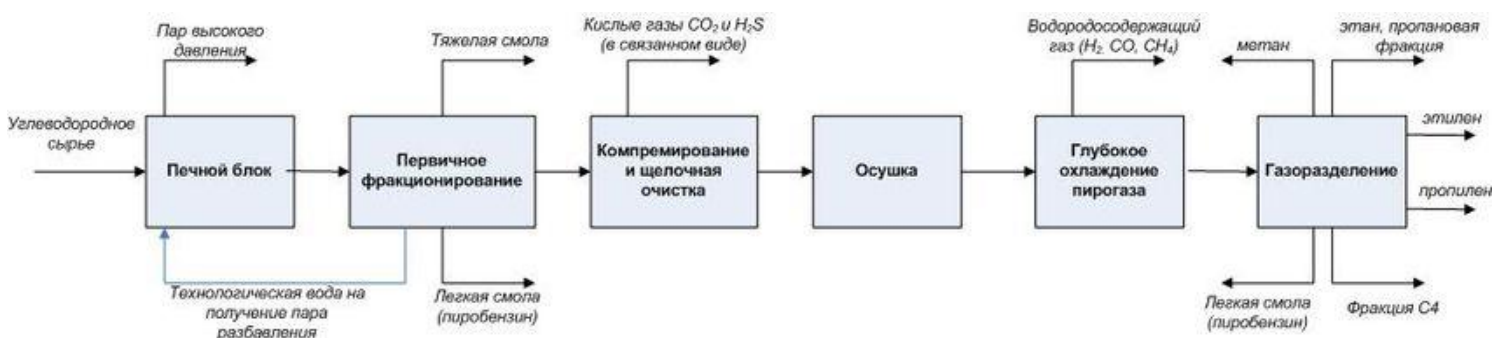 Пар высокого
давления
Тяжелая смола
Кислые газы CO₂ и H₂S
(в связанном виде)
Водородосодержащий
газ (H₂, CO, CH₄)
метан
этан, пропановая
фракция
Углеводородное
сырье
Печной блок
Первичное
фракционирование
Компремирование
и щелочная
очистка
Осушка
Глубокое
охлаждение
пирогаза
Газоразделение
этилен
пропилен
Технологическая вода на
получение пара
разбавления
Легкая смола
(пиробензин)
Легкая смола
(пиробензин)
Фракция С4